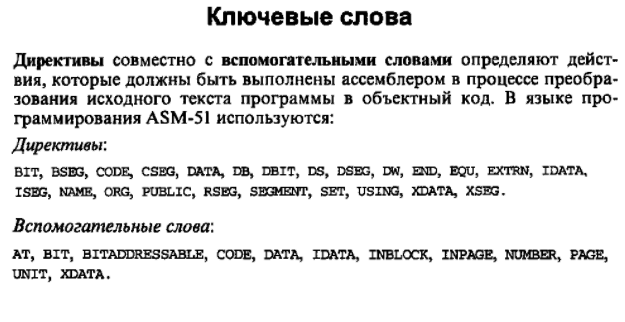 Ключевые слова
Директивы совместно с вспомогательными словами определяют дейст-
вия, которые должны быть выполнены ассемблером в процессе преобра-
зования исходного текста программы в объектный код. В языке про-
граммирования ASM-51 используются:
Директивы:
BIT, BSEG, CODE, CSEG, DATA, DB, DBIT, DS, DSEG, DW, END, EQU, EXTRN, IDATA,
ISEG, NAME, ORG, PUBLIC, RSEG, SEGMENT, SET, USING, XDATA, XSEG.
Вспомогательные слова:
AT, BIT, BITADDRESSABLE, CODE, DATA, IDATA, INBLOCK, INPAGE, NUMBER, PAGE,
UNIT, XDATA.